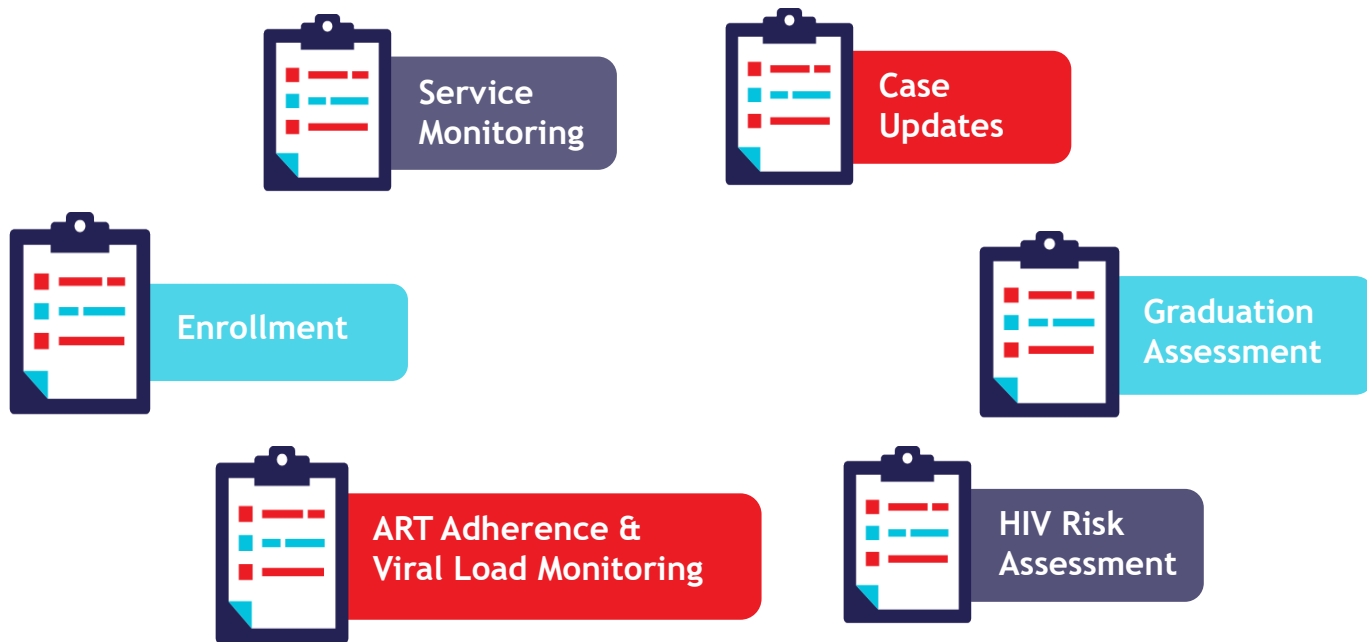 Service
Monitoring
Case
Updates
Enrollment
Graduation
Assessment
ART Adherence &
Viral Load Monitoring
HIV Risk
Assessment